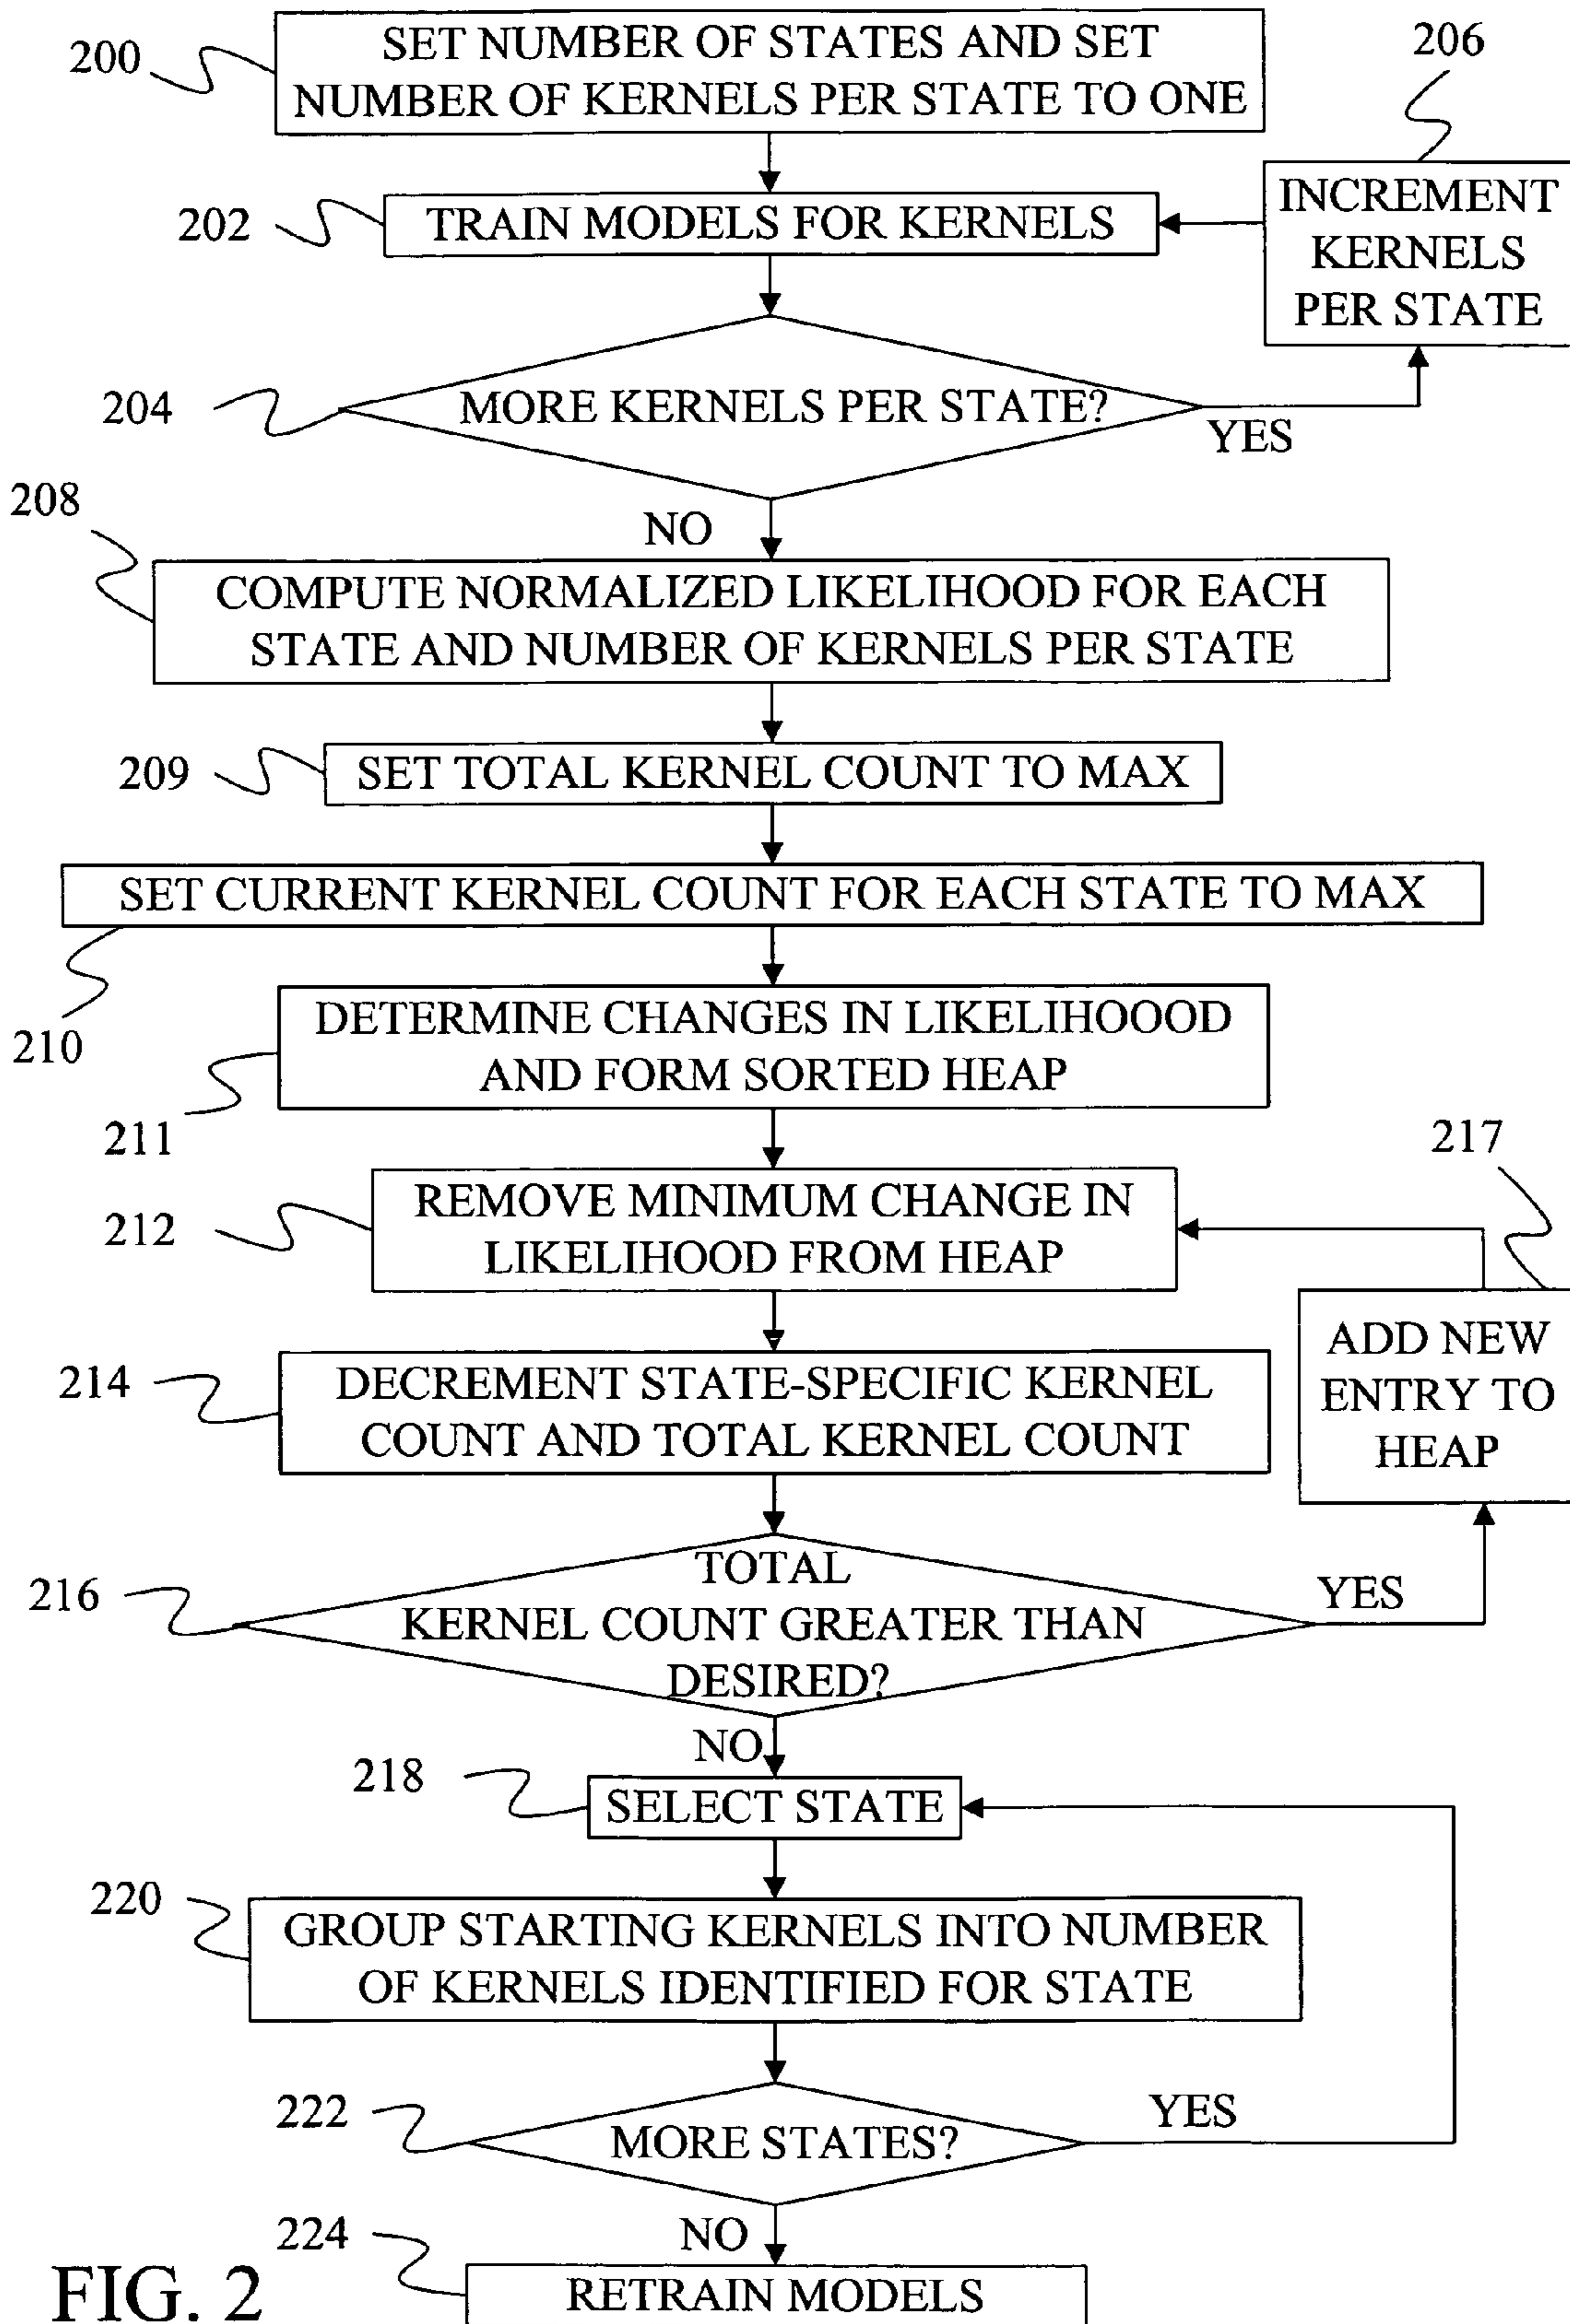 200
SET NUMBER OF STATES AND SET
NUMBER OF KERNELS PER STATE TO ONE
206
INCREMENT
KERNELS
PER STATE
202
TRAIN MODELS FOR KERNELS
204
MORE KERNELS PER STATE?
YES
NO
208
COMPUTE NORMALIZED LIKELIHOOD FOR EACH
STATE AND NUMBER OF KERNELS PER STATE
209
SET TOTAL KERNEL COUNT TO MAX
SET CURRENT KERNEL COUNT FOR EACH STATE TO MAX
210
DETERMINE CHANGES IN LIKELIHOOOD
AND FORM SORTED HEAP
211
217
212
REMOVE MINIMUM CHANGE IN
LIKELIHOOD FROM HEAP
ADD NEW
ENTRY TO
HEAP
214
DECREMENT STATE-SPECIFIC KERNEL
COUNT AND TOTAL KERNEL COUNT
216
TOTAL
KERNEL COUNT GREATER THAN
DESIRED?
YES
NO
218
SELECT STATE
220
GROUP STARTING KERNELS INTO NUMBER
OF KERNELS IDENTIFIED FOR STATE
222
MORE STATES?
YES
NO
224
RETRAIN MODELS
FIG. 2